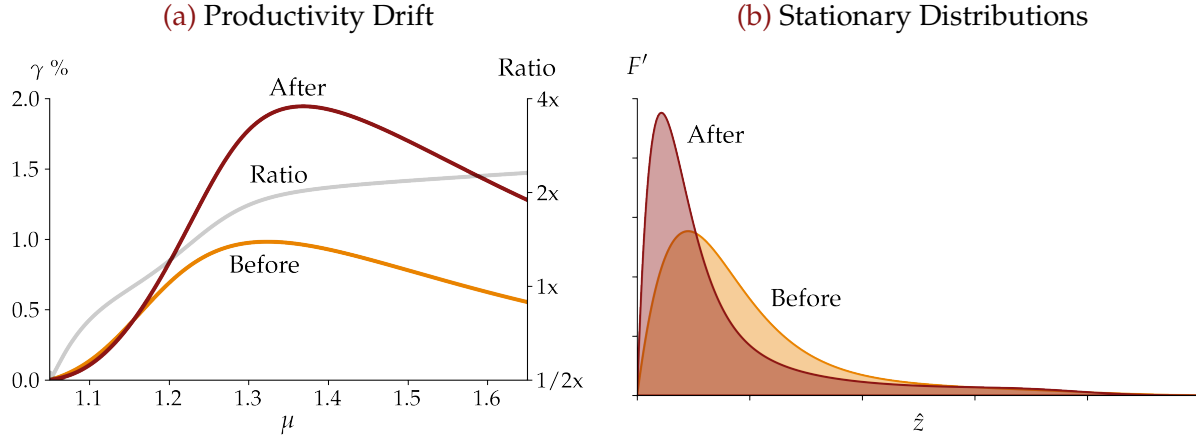 (a) Productivity Drift
γ %
Ratio
2.0
1.5
1.0
0.5
0.0
After
Ratio
Before
4x
2x
1x
1/2x
1.1 1.2 1.3 1.4 1.5 1.6
μ
(b) Stationary Distributions
F′
After
Before
ẑ